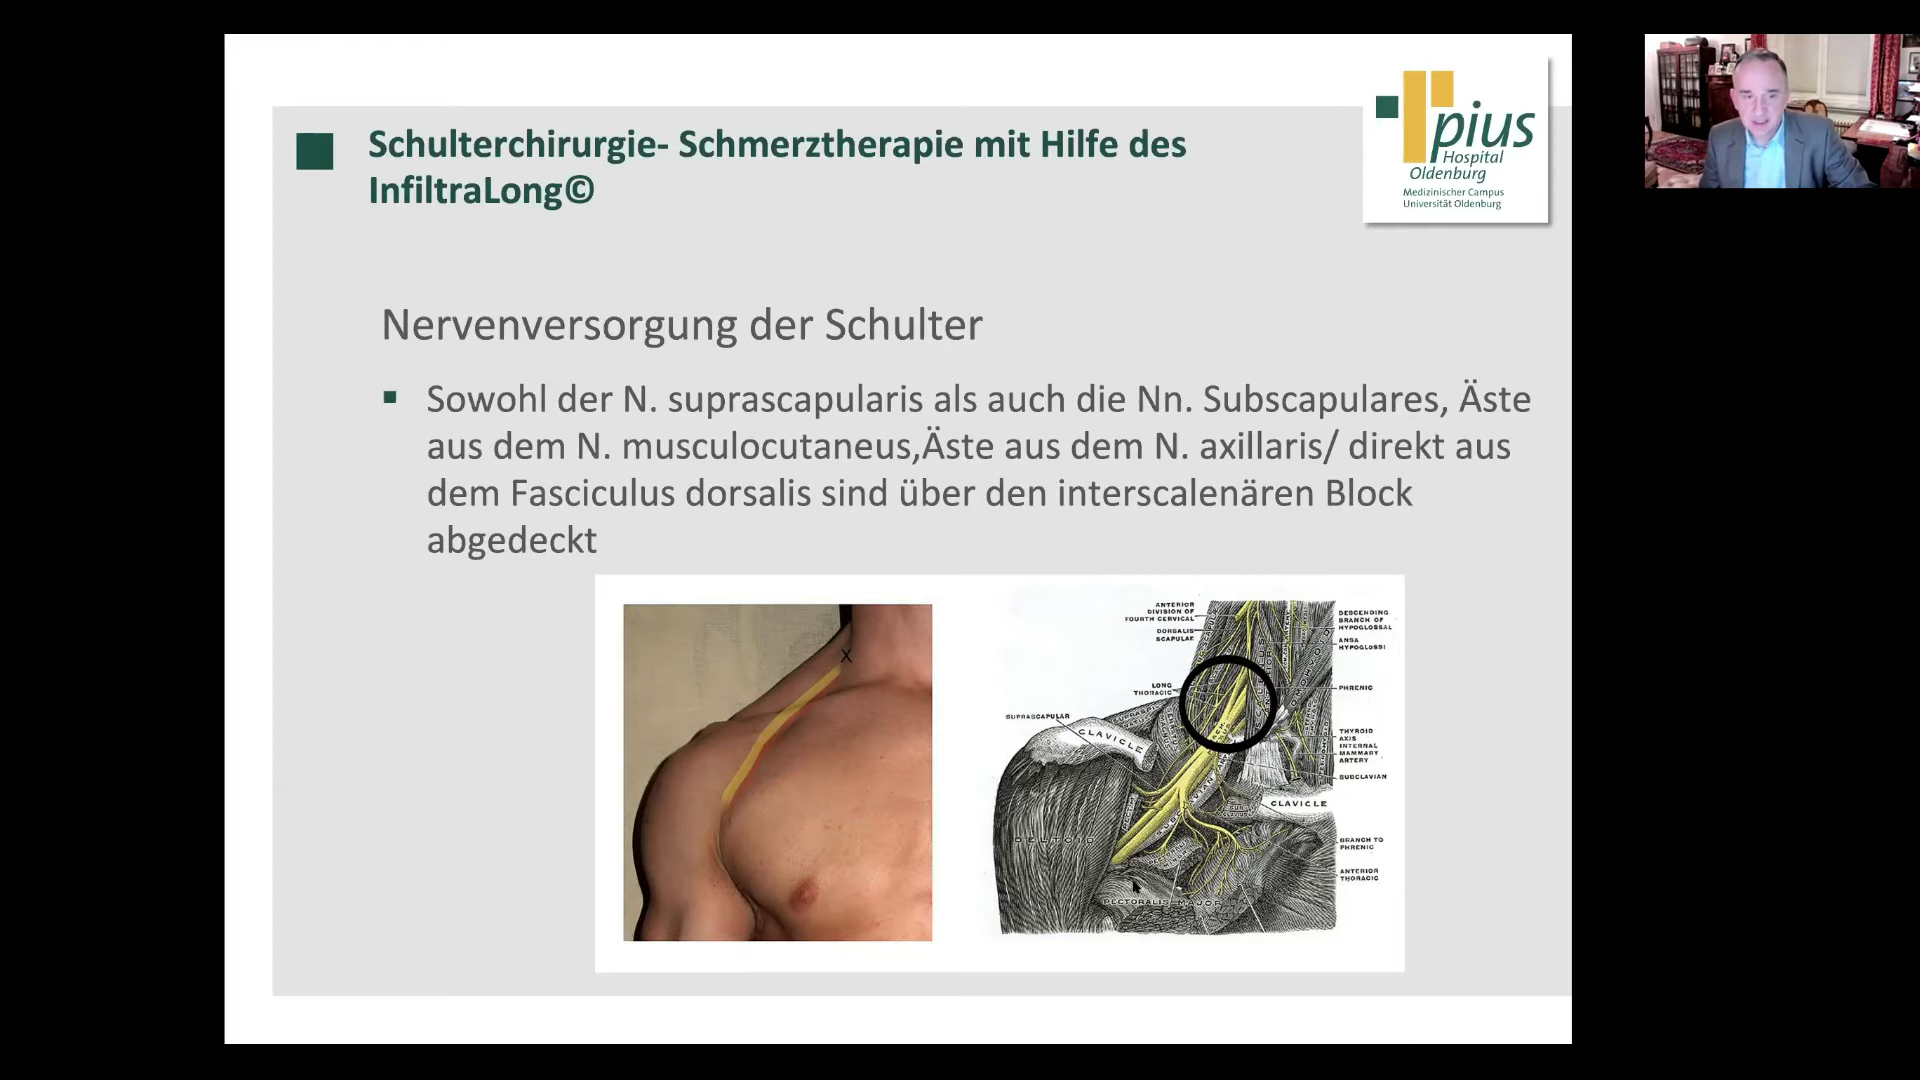 Schulterchirurgie- Schmerztherapie mit Hilfe des
InfiltraLong©
pius
Hospital
Oldenburg
Medizinischer Campus
Universität Oldenburg
Nervenversorgung der Schulter
Sowohl der N. suprascapularis als auch die Nn. Subscapulares, Äste
aus dem N. musculocutaneus,Äste aus dem N. axillaris/ direkt aus
dem Fasciculus dorsalis sind über den interscalenären Block
abgedeckt
X
ANTERIOR
DIVISION OF
FOURTH CERVICAL
DORSALIS
SCAPULAE
LONG
THORACIC
SUPRASCAPULAR
CLAVICLE
DELTOID
PECTORALIS MAJOR
DESCENDING
BRANCH OF
HYPOGLOSSAL
ANSA
HYPOGLOSSI
PHRENIC
THYROID
AXIS
INTERNAL
MAMMARY
ARTERY
SUBCLAVIAN
CLAVICLE
BRANCH TO
PHRENIC
ANTERIOR
THORACIC